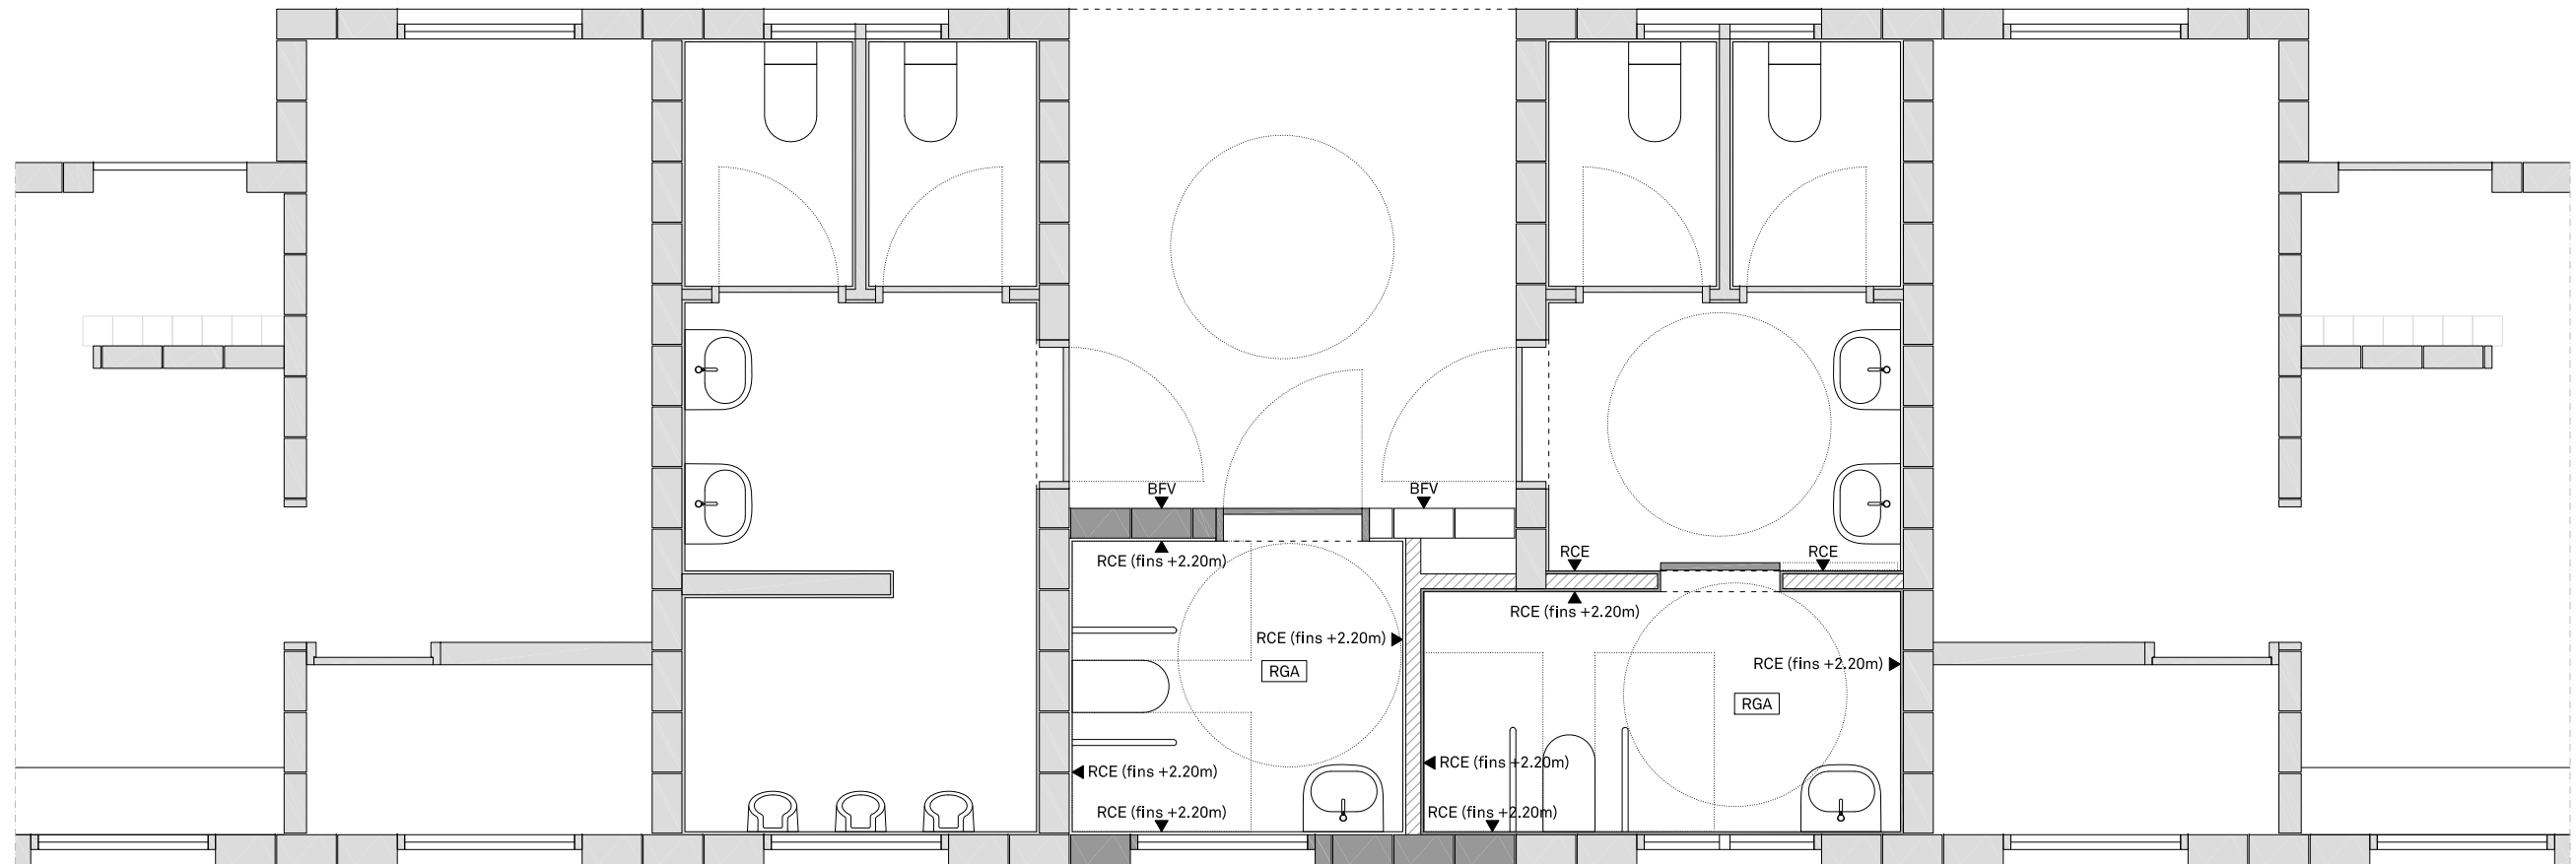 BFV
BFV
RCE (fins +2.20m)
RCE
RCE
RCE (fins +2.20m)
RCE (fins +2.20m)
RGA
RCE (fins +2.20m)
RGA
RCE (fins +2.20m)
RCE (fins +2.20m)
RCE (fins +2.20m)
RCE (fins +2.20m)